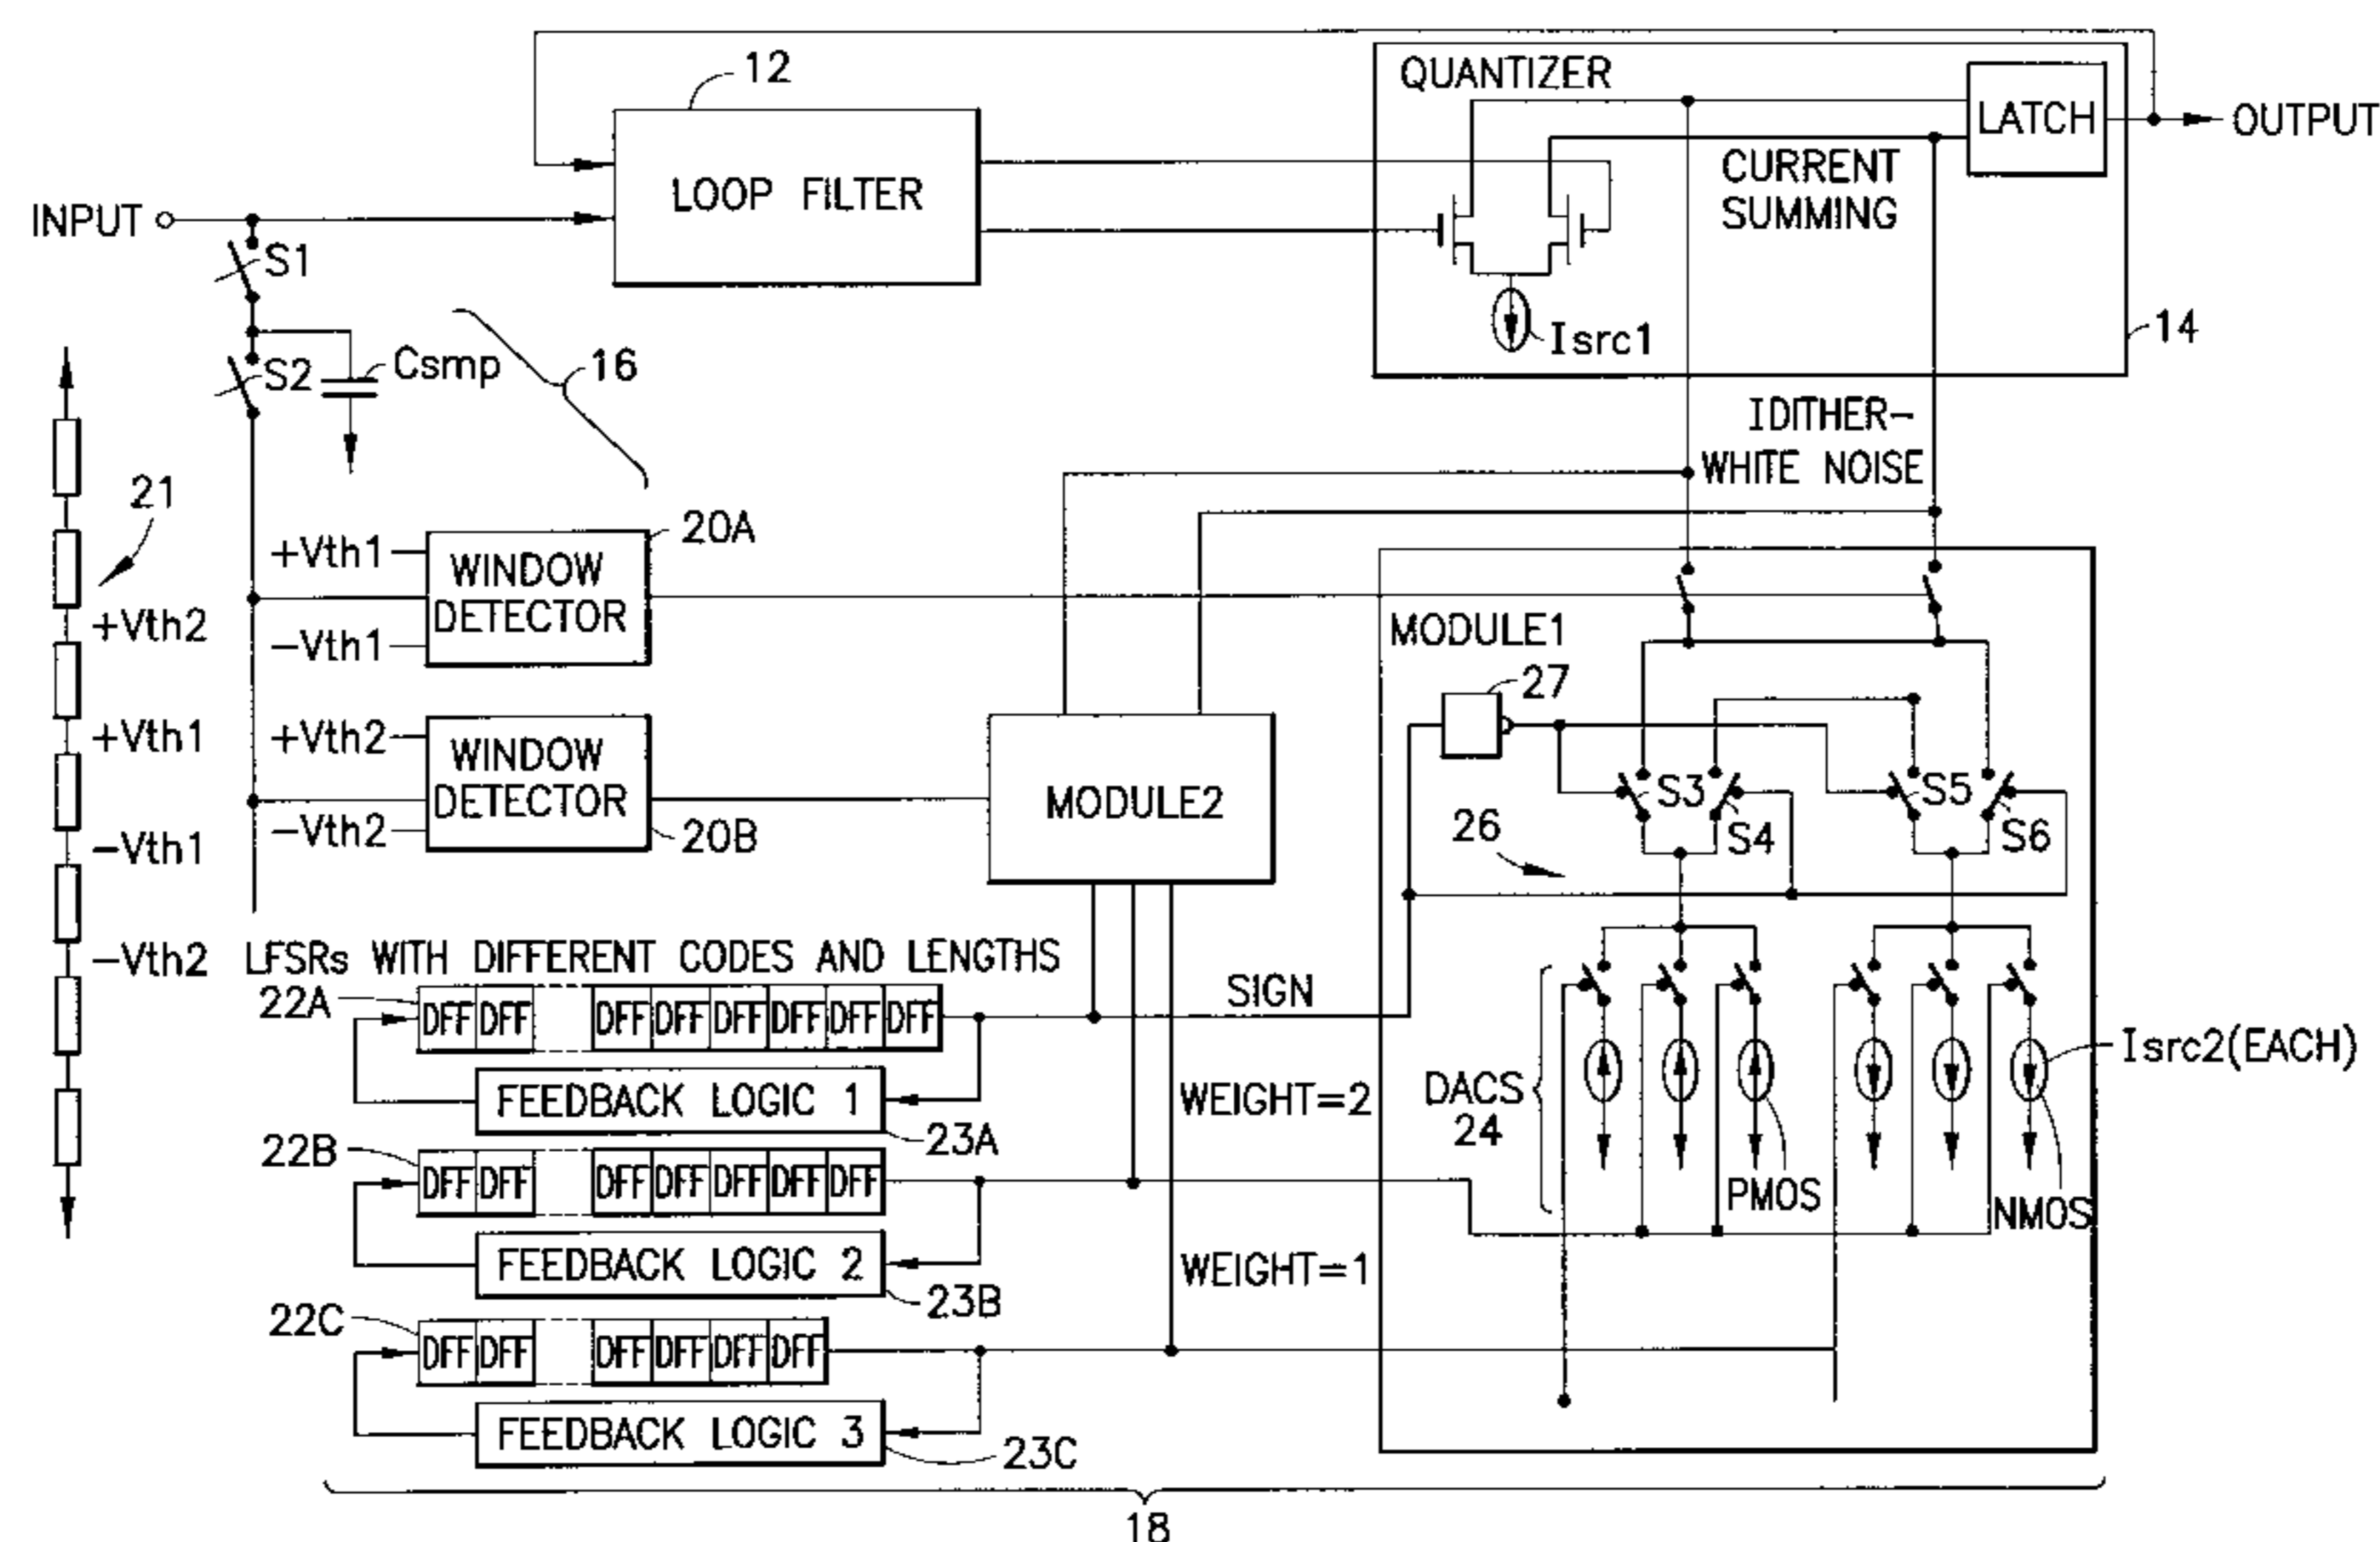 12
QUANTIZER
LATCH
OUTPUT
LOOP FILTER
CURRENT
SUMMING
INPUT
S1
Isrc1
14
S2
Csmp
16
IDITHER-
WHITE NOISE
21
20A
+Vth1
WINDOW
DETECTOR
-Vth1
+Vth2
+Vth1
-Vth1
-Vth2
MODULE1
27
+Vth2
WINDOW
DETECTOR
-Vth2
20B
MODULE2
S3
S4
S5
S6
26
LFSRs WITH DIFFERENT CODES AND LENGTHS
22A
DFF DFF DFF DFF DFF DFF DFF DFF
SIGN
FEEDBACK LOGIC 1
23A
WEIGHT=2
DACS
24
Isrc2(EACH)
PMOS
NMOS
22B
DFF DFF DFF DFF DFF DFF DFF
FEEDBACK LOGIC 2
23B
WEIGHT=1
22C
DFF DFF DFF DFF DFF DFF
FEEDBACK LOGIC 3
23C
18